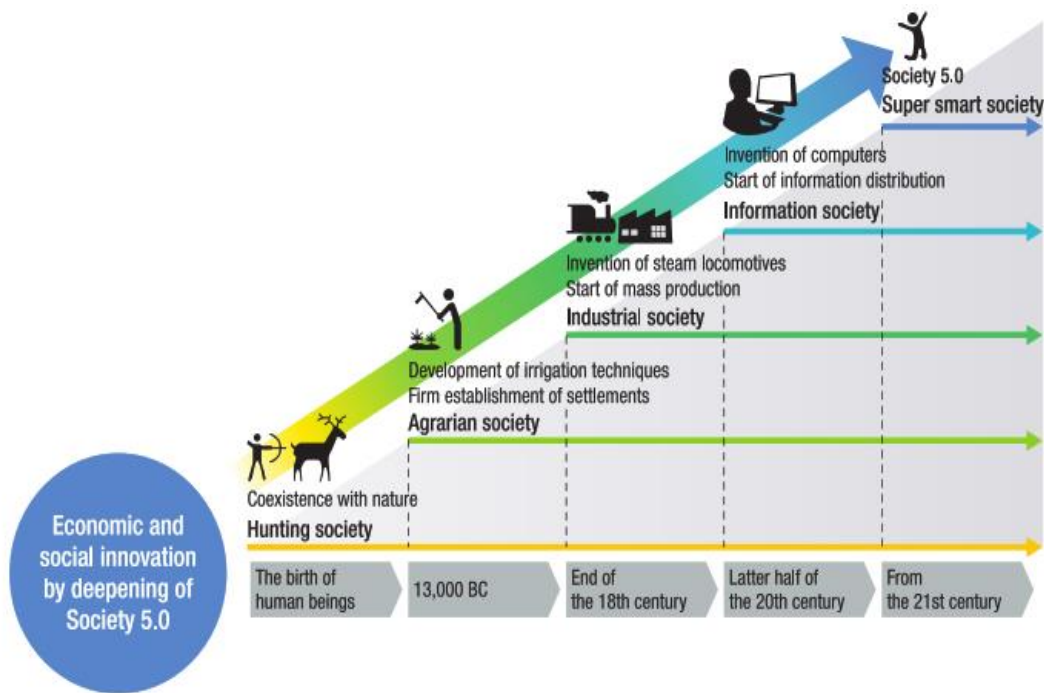 Society 5.0
Super smart society
Invention of computers
Start of information distribution
Information society
Invention of steam locomotives
Start of mass production
Industrial society
Development of irrigation techniques
Firm establishment of settlements
Agrarian society
Coexistence with nature
Hunting society
Economic and
social innovation
by deepening of
Society 5.0
The birth of
human beings
13,000 BC
End of
the 18th century
Latter half of
the 20th century
From
the 21st century